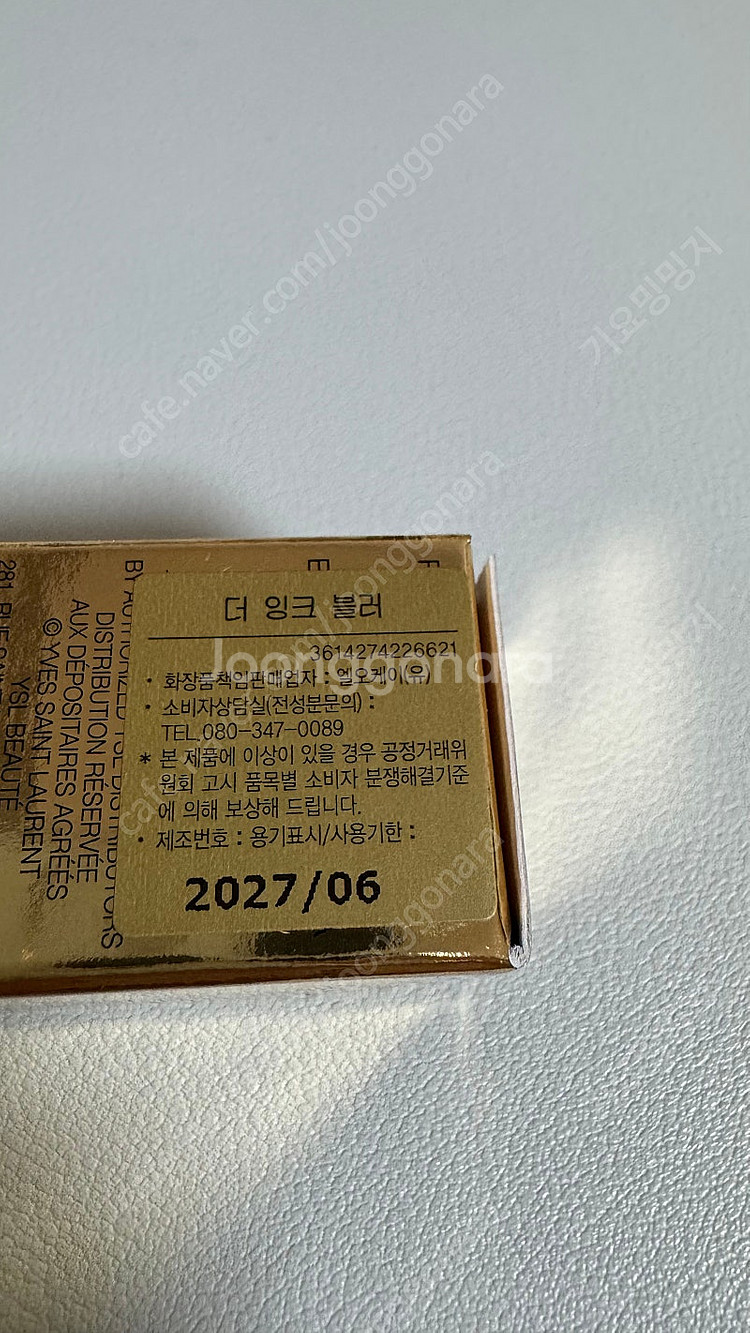 더 잉크 블러
3614274226621
• 화장품책임판매업자 : 엘오케이(유)
• 소비자상담실(전성분문의) :
TEL.080-347-0089
* 본 제품에 이상이 있을 경우 공정거래위
원회 고시 품목별 소비자 분쟁해결기준
에 의해 보상해 드립니다.
• 제조번호 : 용기표시/사용기한 :
2027/06
DISTRIBUTION RÉSERVÉE
AUX DÉPOSITAIRES AGRÉÉS
© YVES SAINT LAURENT
YSL BEAUTÉ
cafe.naver.com/joonggonara
가요밍밍지
joonggonara